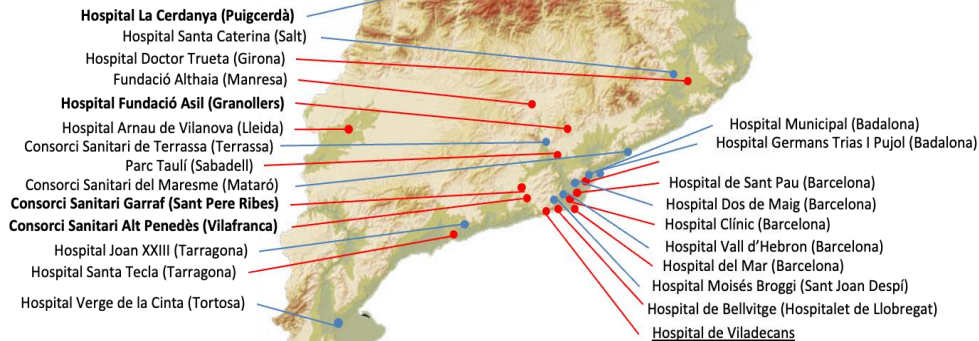 Hospital La Cerdanya (Puigcerdà)
Hospital Santa Caterina (Salt)
Hospital Doctor Trueta (Girona)
Fundació Althaia (Manresa)
Hospital Fundació Asil (Granollers)
Hospital Arnau de Vilanova (Lleida)
Consorci Sanitari de Terrassa (Terrassa)
Parc Taulí (Sabadell)
Consorci Sanitari del Maresme (Mataró)
Consorci Sanitari Garraf (Sant Pere Ribes)
Consorci Sanitari Alt Penedès (Vilafranca)
Hospital Joan XXIII (Tarragona)
Hospital Santa Tecla (Tarragona)
Hospital Verge de la Cinta (Tortosa)
Hospital Municipal (Badalona)
Hospital Germans Trias I Pujol (Badalona)
Hospital de Sant Pau (Barcelona)
Hospital Dos de Maig (Barcelona)
Hospital Clínic (Barcelona)
Hospital Vall d’Hebron (Barcelona)
Hospital del Mar (Barcelona)
Hospital Moisés Broggi (Sant Joan Despí)
Hospital de Bellvitge (Hospitalet de Llobregat)
Hospital de Viladecans